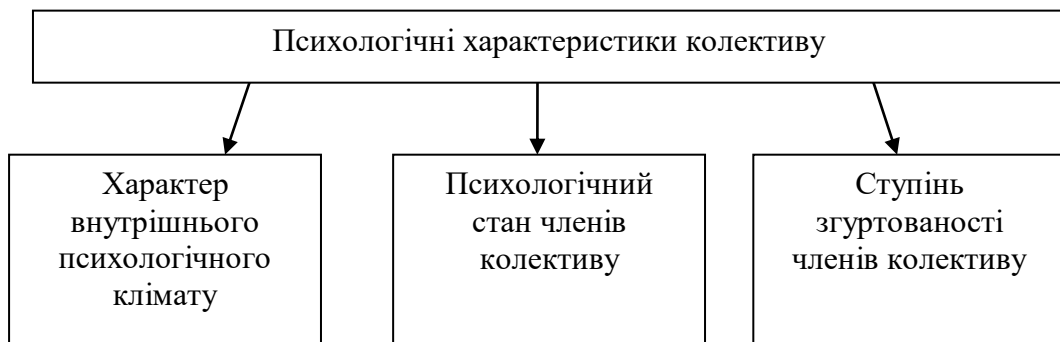 Психологічні характеристики колективу
Характер
внутрішнього
психологічного
клімату
Психологічний
стан членів
колективу
Ступінь
згуртованості
членів колективу